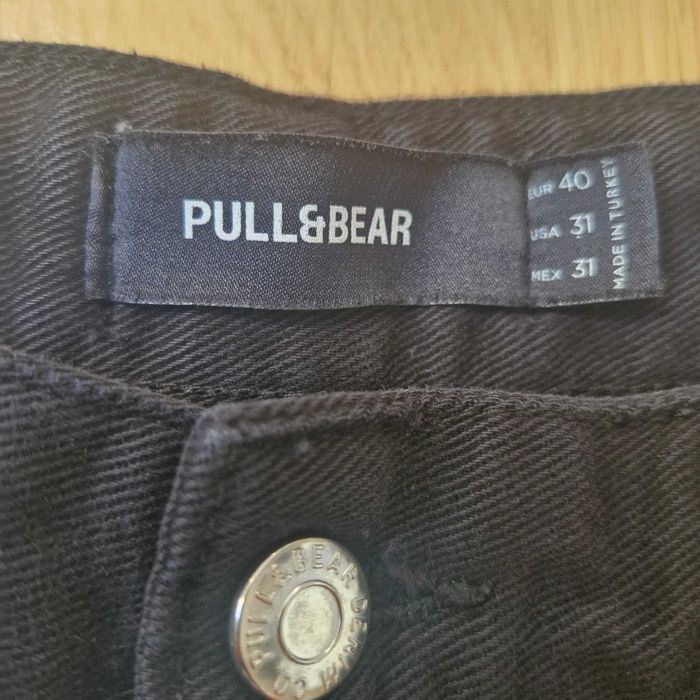 PULL&BEAR
EUR 40
USA 31
MEX 31
MADE IN TURKEY
PULL & BEAR DENIM CO